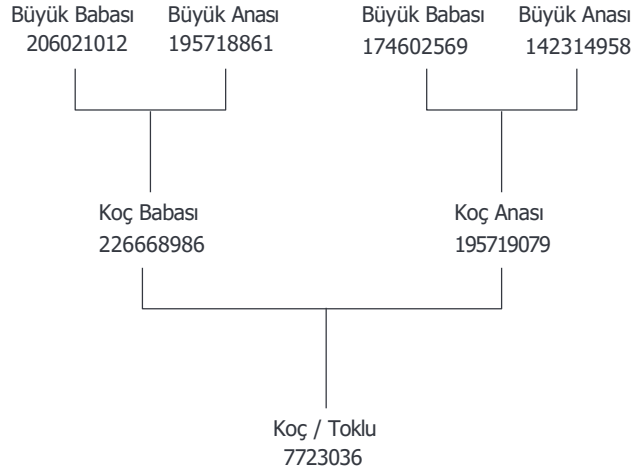 Büyük Babası Büyük Anası Büyük Babası Büyük Anası
206021012 195718861 174602569 142314958
Koç Babası Koç Anası
226668986 195719079
Koç / Toklu
7723036